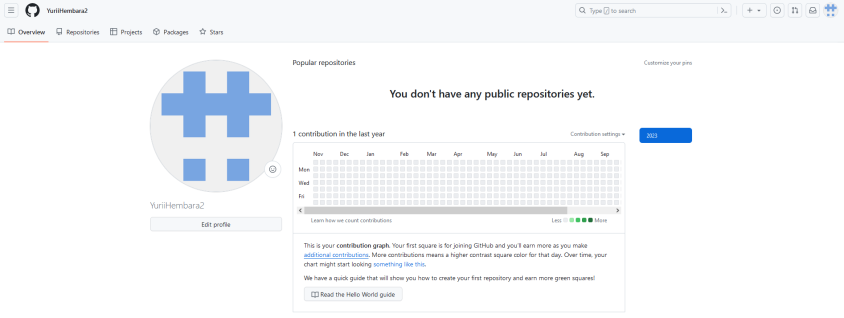 YuriiHembara2
Type / to search
Overview
Repositories
Projects
Packages
Stars
Popular repositories
Customize your pins
You don't have any public repositories yet.
1 contribution in the last year
Contribution settings
2023
Nov Dec Jan Feb Mar Apr May Jun Jul Aug Sep
Mon
Wed
Fri
Learn how we count contributions
Less
More
YuriiHembara2
Edit profile
This is your contribution graph. Your first square is for joining GitHub and you'll earn more as you make
additional contributions. More contributions means a higher contrast square color for that day. Over time, your
chart might start looking something like this.
We have a quick guide that will show you how to create your first repository and earn more green squares!
Read the Hello World guide